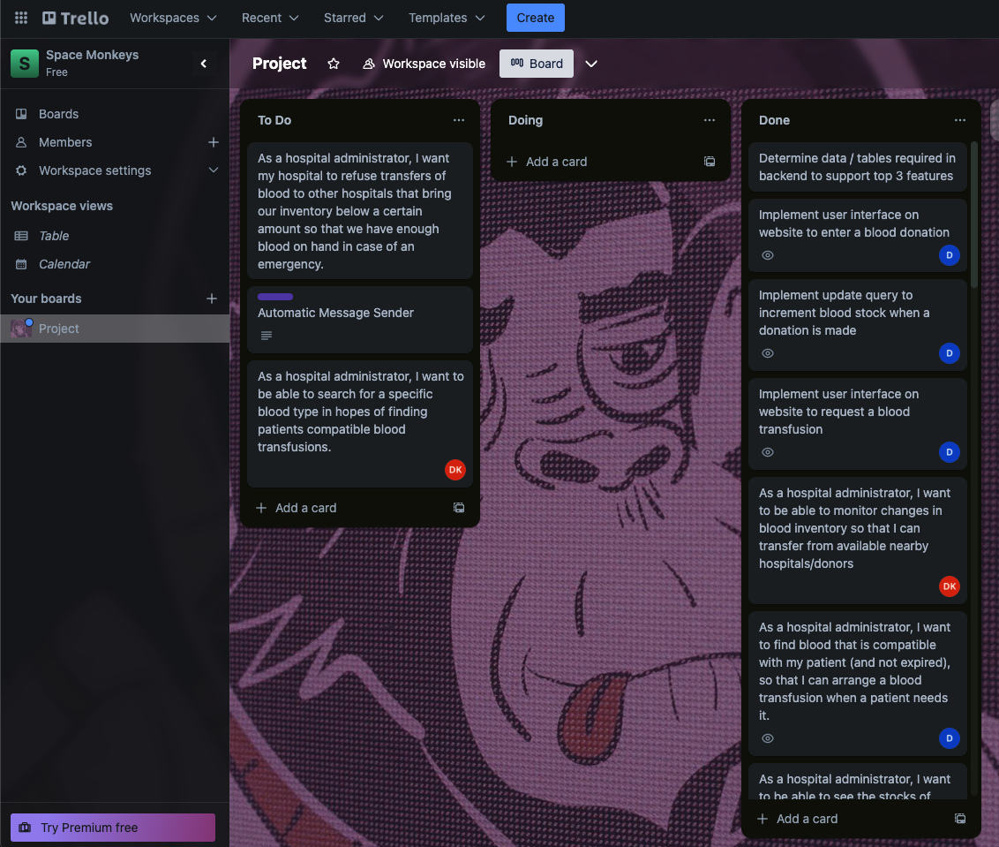 Trello
Workspaces
Recent
Starred
Templates
Create
S
Space Monkeys
Free
Boards
Members
Workspace settings
Workspace views
Table
Calendar
Your boards
Project
Try Premium free
Project
Workspace visible
Board
To Do
As a hospital administrator, I want
my hospital to refuse transfers of
blood to other hospitals that bring
our inventory below a certain
amount so that we have enough
blood on hand in case of an
emergency.
Automatic Message Sender
As a hospital administrator, I want to
be able to search for a specific
blood type in hopes of finding
patients compatible blood
transfusions.
DK
Add a card
Doing
Add a card
Done
Determine data / tables required in
backend to support top 3 features
Implement user interface on
website to enter a blood donation
D
Implement update query to
increment blood stock when a
donation is made
D
Implement user interface on
website to request a blood
transfusion
D
As a hospital administrator, I want
to be able to monitor changes in
blood inventory so that I can
transfer from available nearby
hospitals/donors
DK
As a hospital administrator, I want
to find blood that is compatible
with my patient (and not expired),
so that I can arrange a blood
transfusion when a patient needs
it.
D
As a hospital administrator, I want
to be able to see the stocks of
Add a card